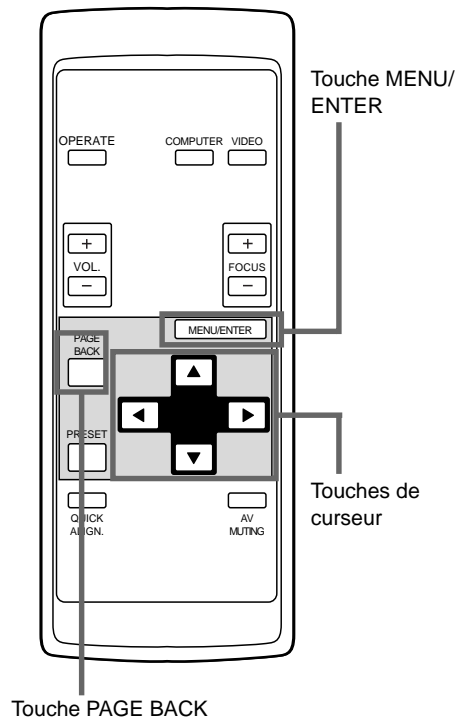 Touche MENU/
ENTER
OPERATE
COMPUTER VIDEO
+
VOL.
−
+
FOCUS
−
MENU/ENTER
PAGE
BACK
PRESET
QUICK
ALIGN.
AV
MUTING
Touches de
curseur
Touche PAGE BACK